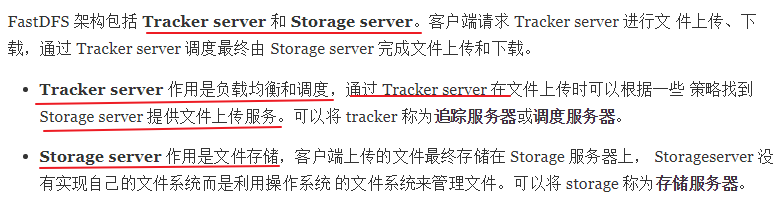 FastDFS 架构包括 Tracker server 和 Storage server。客户端请求 Tracker server 进行文 件上传、下
载，通过 Tracker server 调度最终由 Storage server 完成文件上传和下载。
• Tracker server 作用是负载均衡和调度，通过 Tracker server 在文件上传时可以根据一些 策略找到
Storage server 提供文件上传服务。可以将 tracker 称为追踪服务器或调度服务器。
• Storage server 作用是文件存储，客户端上传的文件最终存储在 Storage 服务器上， Storageserver 没
有实现自己的文件系统而是利用操作系统 的文件系统来管理文件。可以将 storage 称为存储服务器。